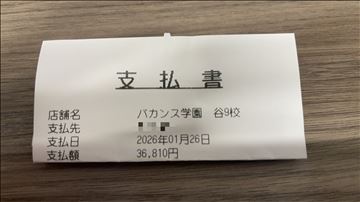 支払書
店舗名 バカンス学園 谷9校
支払先
支払日 2026年01月26日
支払額 36,810円